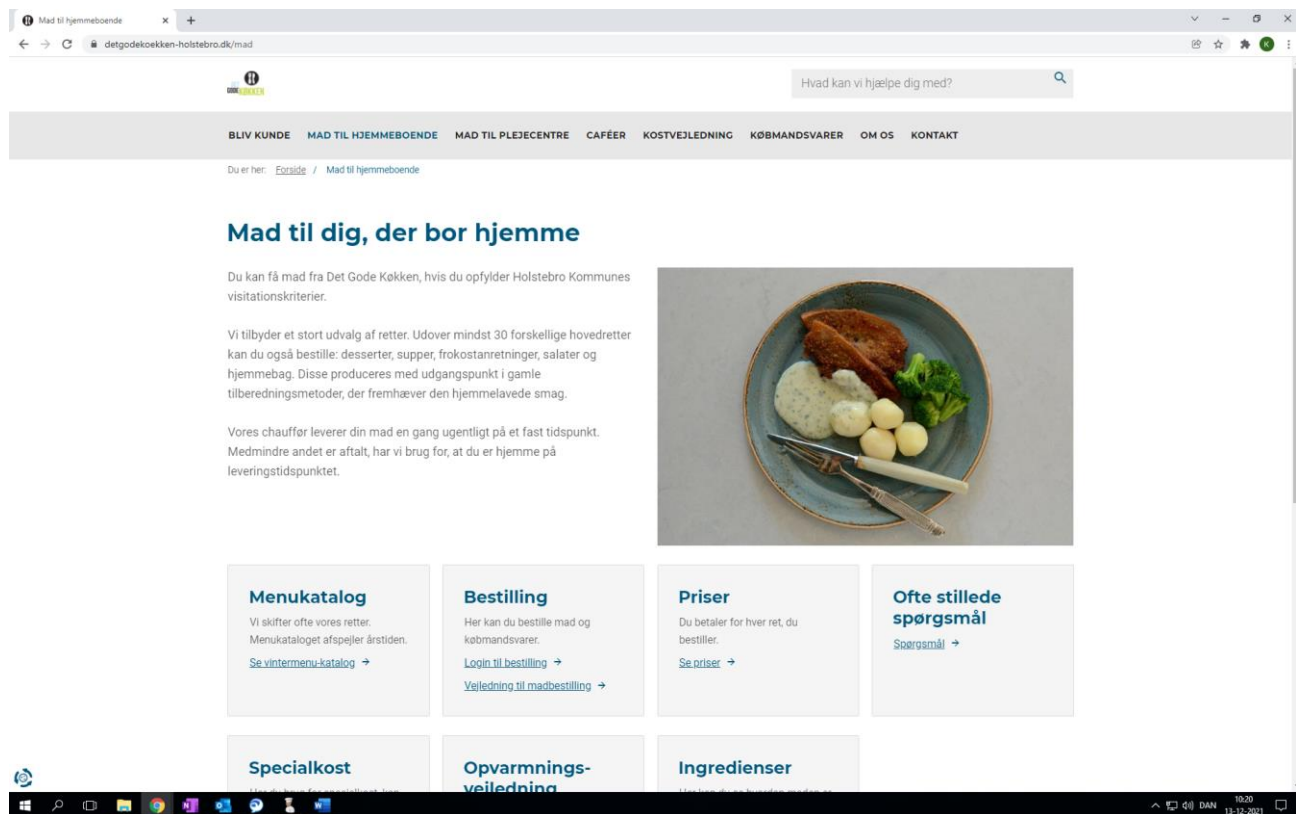 Mad til hjemmeboende
detgodekoekken-holstebro.dk/mad
K
GODE KØKKEN
Hvad kan vi hjælpe dig med?
BLIV KUNDE MAD TIL HJEMMEBOENDE MAD TIL PLEJECENTRE CAFÉER KOSTVEJLEDNING KØBMANDSVARER OM OS KONTAKT
Du er her: Forside / Mad til hjemmeboende
Mad til dig, der bor hjemme
Du kan få mad fra Det Gode Køkken, hvis du opfylder Holstebro Kommunes
visitationskriterier.
Vi tilbyder et stort udvalg af retter. Udover mindst 30 forskellige hovedretter
kan du også bestille: desserter, supper, frokostanretninger, salater og
hjemmebag. Disse produceres med udgangspunkt i gamle
tilberedningsmetoder, der fremhæver den hjemmelavede smag.
Vores chauffør leverer din mad en gang ugentligt på et fast tidspunkt.
Medmindre andet er aftalt, har vi brug for, at du er hjemme på
leveringstidspunktet.
Menukatalog
Vi skifter ofte vores retter.
Menukataloget afspejler årstiden.
Se vintermenu-katalog →
Bestilling
Her kan du bestille mad og
købmandsvarer.
Login til bestilling →
Vejledning til madbestilling →
Priser
Du betaler for hver ret, du
bestiller.
Se priser →
Ofte stillede
spørgsmål
Spørgsmål →
Specialkost
Opvarmnings-
vejledning
Ingredienser
DAN
10:20
13-12-2021